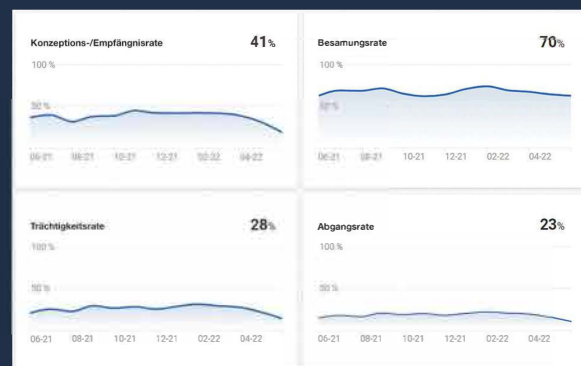 Konzeptions-/Empfängnisrate 41%
100 %
50 %
06-21 08-21 10-21 12-21 02-22 04-22
Besamungsrate 70%
100 %
50 %
06-21 08-21 10-21 12-21 02-22 04-22
Trächtigkeitsrate 28%
100 %
50 %
06-21 08-21 10-21 12-21 02-22 04-22
Abgangsrate 23%
100 %
50 %
06-21 08-21 10-21 12-21 02-22 04-22